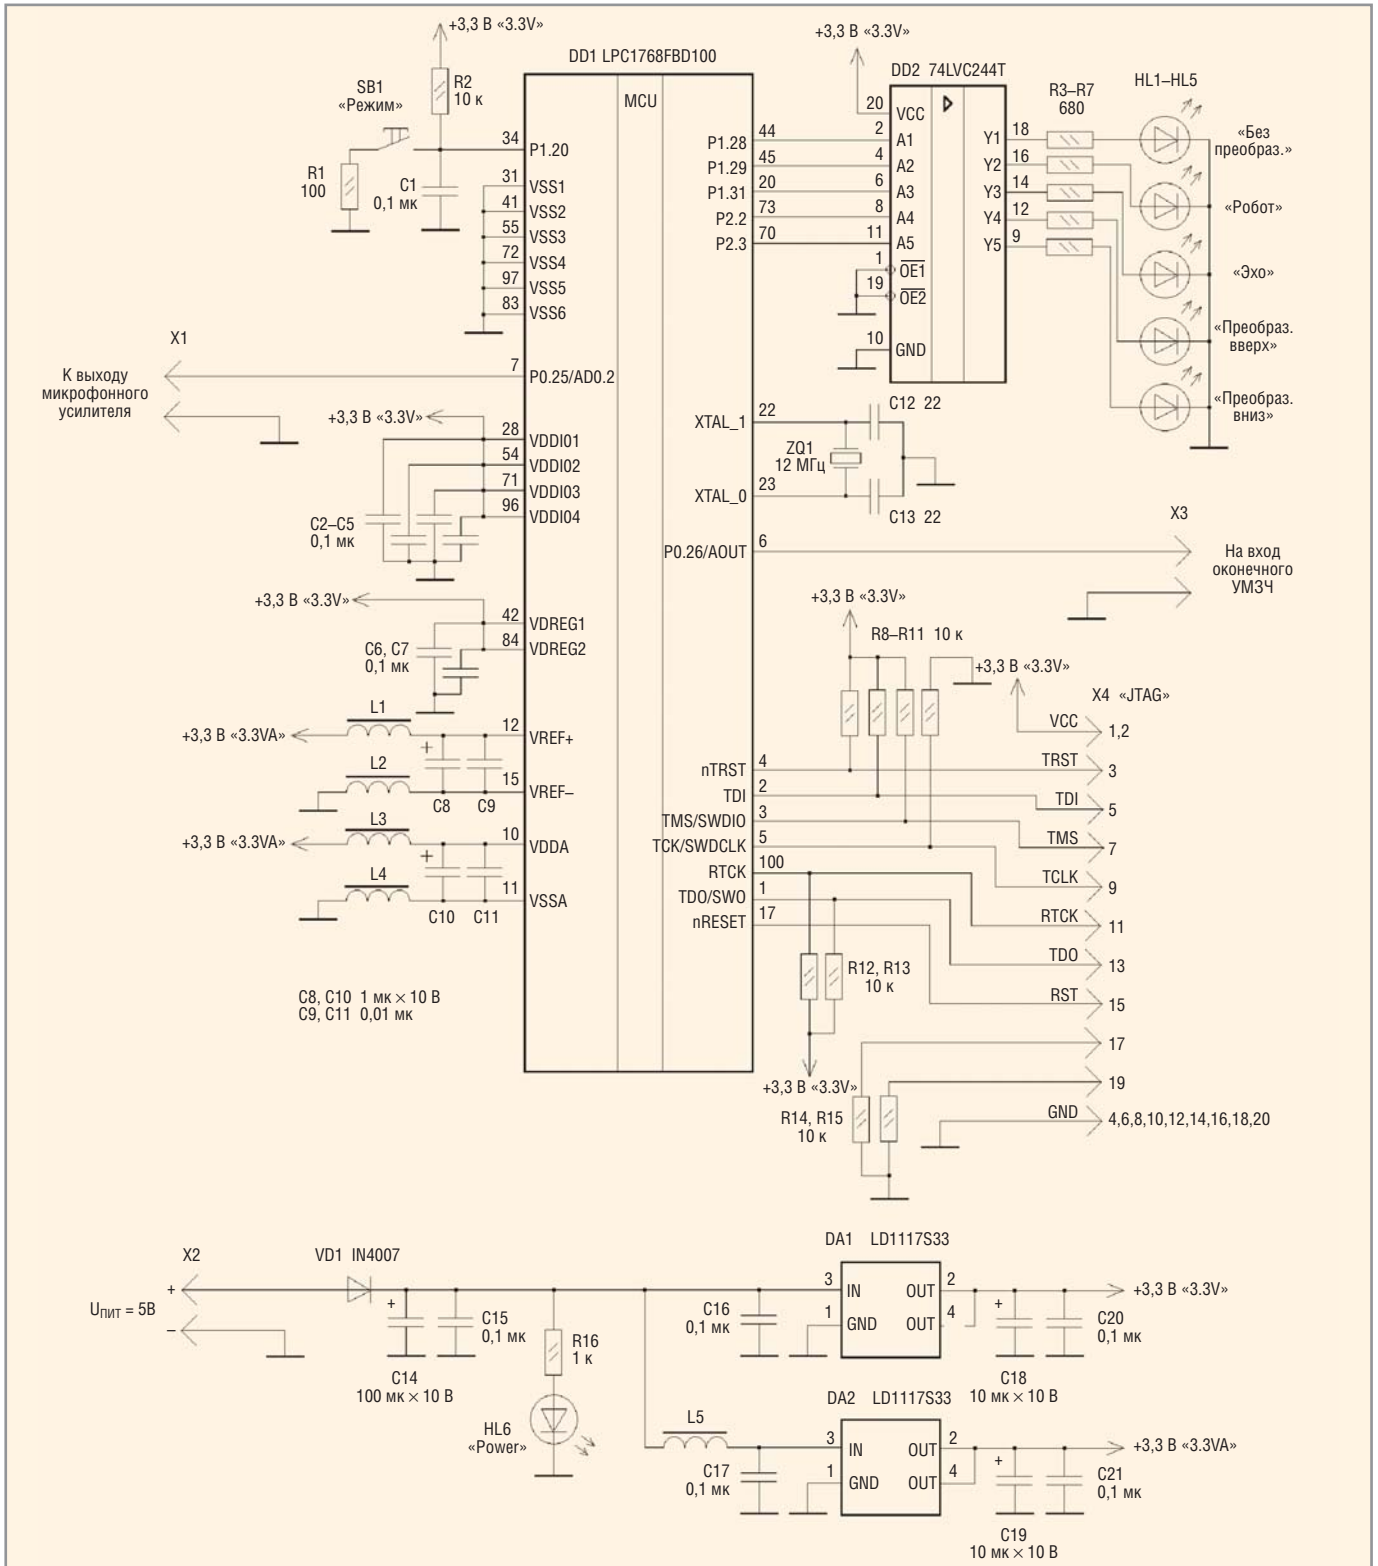 +3,3 В «3.3V»
R2
10 к
SB1
«Режим»
R1
100
C1
0,1 мк
DD1 LPC1768FBD100
MCU
34
P1.20
31
VSS1
41
VSS2
55
VSS3
72
VSS4
97
VSS5
83
VSS6
X1
К выходу
микрофонного
усилителя
7
P0.25/AD0.2
+3,3 В «3.3V»
28
VDDI01
54
VDDI02
71
VDDI03
96
VDDI04
C2–C5
0,1 мк
+3,3 В «3.3V»
42
VDREG1
84
VDREG2
C6, C7
0,1 мк
L1
+3,3 В «3.3VA»
12
VREF+
+
L2
15
VREF–
C8
C9
L3
+3,3 В «3.3VA»
10
VDDA
+
L4
11
VSSA
C10
C11
C8, C10 1 мк × 10 В
C9, C11 0,01 мк
P1.28
44
P1.29
45
P1.31
20
P2.2
73
P2.3
70
+3,3 В «3.3V»
DD2 74LVC244T
20
VCC
2
A1
4
A2
6
A3
8
A4
11
A5
1
OE1
19
OE2
10
GND
Y1
18
Y2
16
Y3
14
Y4
12
Y5
9
R3–R7
680
HL1–HL5
«Без
преобраз.»
«Робот»
«Эхо»
«Преобраз.
вверх»
«Преобраз.
вниз»
XTAL_1
22
C12 22
ZQ1
12 МГц
XTAL_0
23
C13 22
P0.26/AOUT
6
X3
На вход
оконечного
УМЗЧ
+3,3 В «3.3V»
R8–R11 10 к
+3,3 В «3.3V»
X4 «JTAG»
VCC
1,2
nTRST
4
TRST
3
TDI
2
TDI
5
TMS/SWDIO
3
TMS
7
TCK/SWDCLK
5
TCLK
9
RTCK
100
RTCK
11
TDO/SWO
1
TDO
13
nRESET
17
RST
15
R12, R13
10 к
+3,3 В «3.3V»
17
19
R14, R15
10 к
GND
4,6,8,10,12,14,16,18,20
X2
+
UПИТ = 5В
–
VD1 IN4007
+
C14
100 мк × 10 В
C15
0,1 мк
R16
1 к
HL6
«Power»
C16
0,1 мк
DA1 LD1117S33
3
IN
1
GND
OUT
2
OUT
4
+
C18
10 мк × 10 В
C20
0,1 мк
+3,3 В «3.3V»
L5
C17
0,1 мк
DA2 LD1117S33
3
IN
1
GND
OUT
2
OUT
4
+
C19
10 мк × 10 В
C21
0,1 мк
+3,3 В «3.3VA»